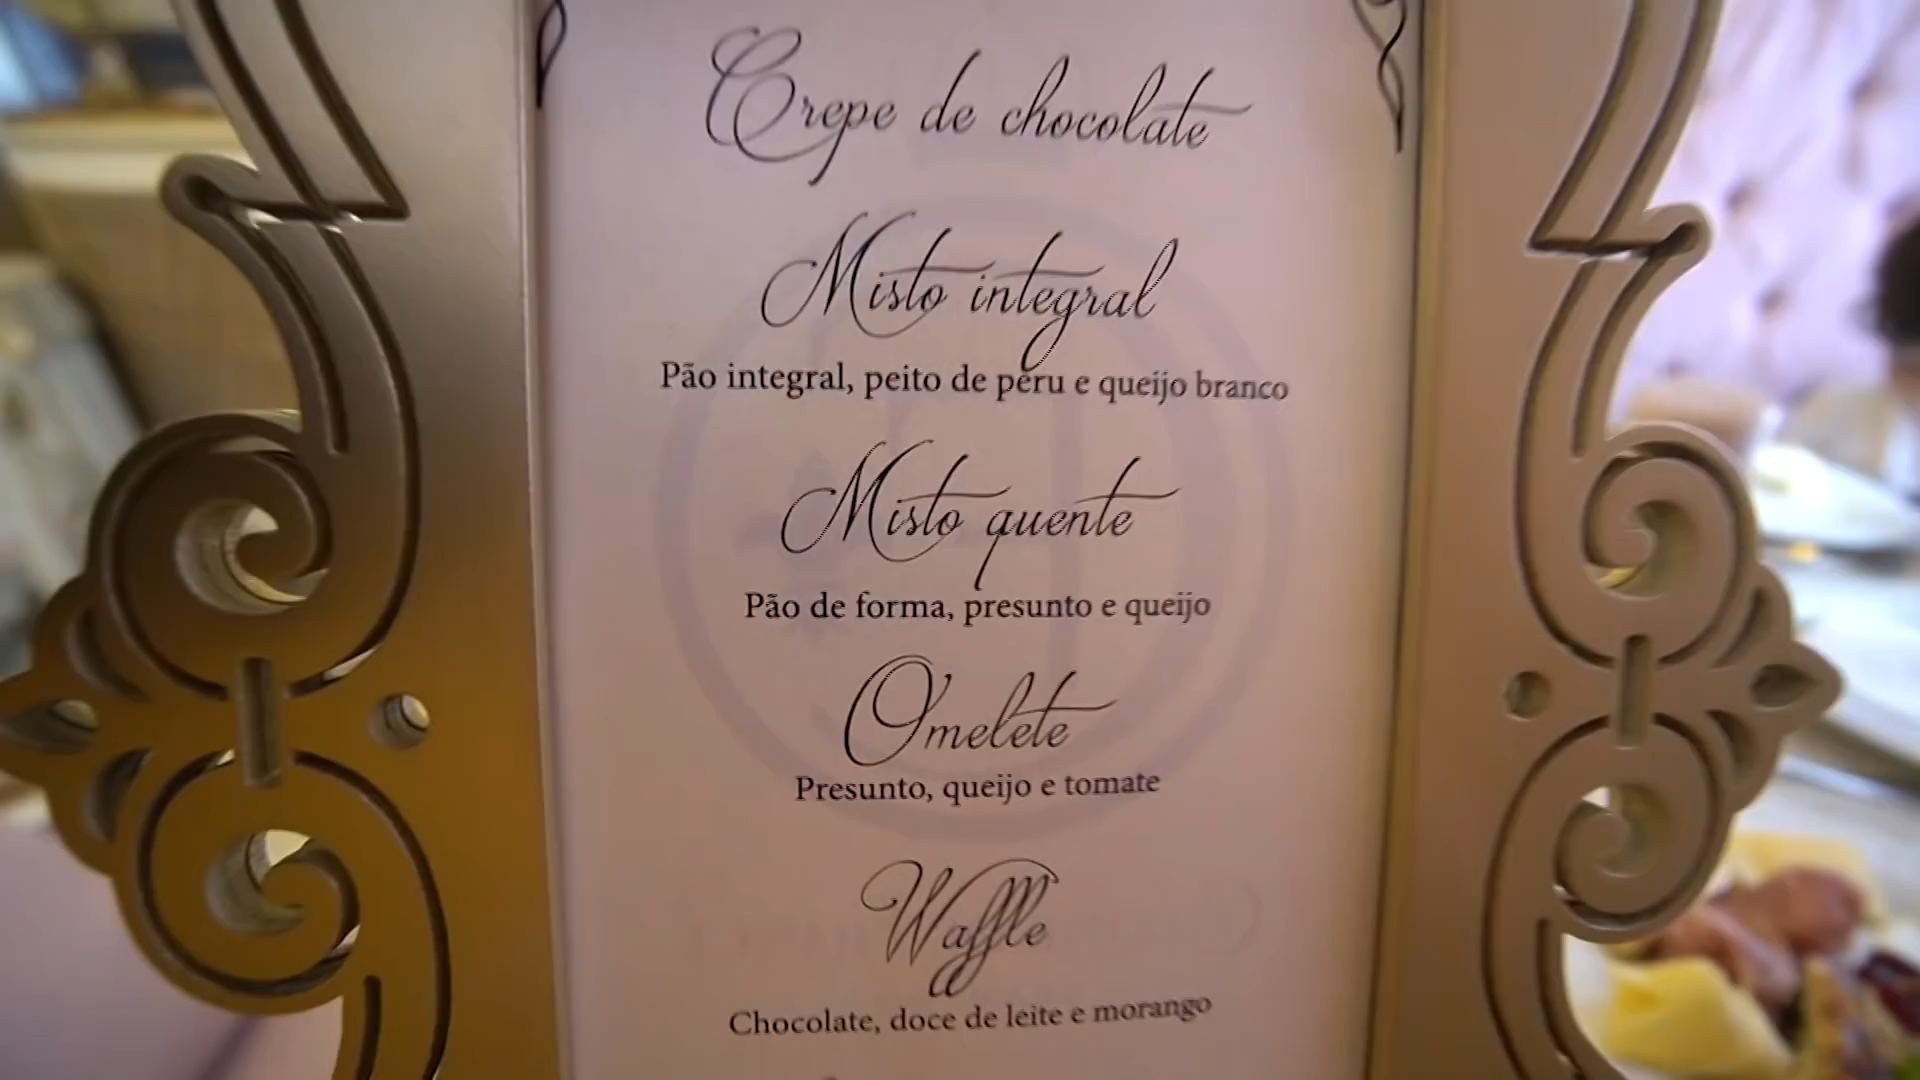 Crepe de chocolate
Misto integral
Pão integral, peito de peru e queijo branco
Misto quente
Pão de forma, presunto e queijo
Omelete
Presunto, queijo e tomate
Waffle
Chocolate, doce de leite e morango